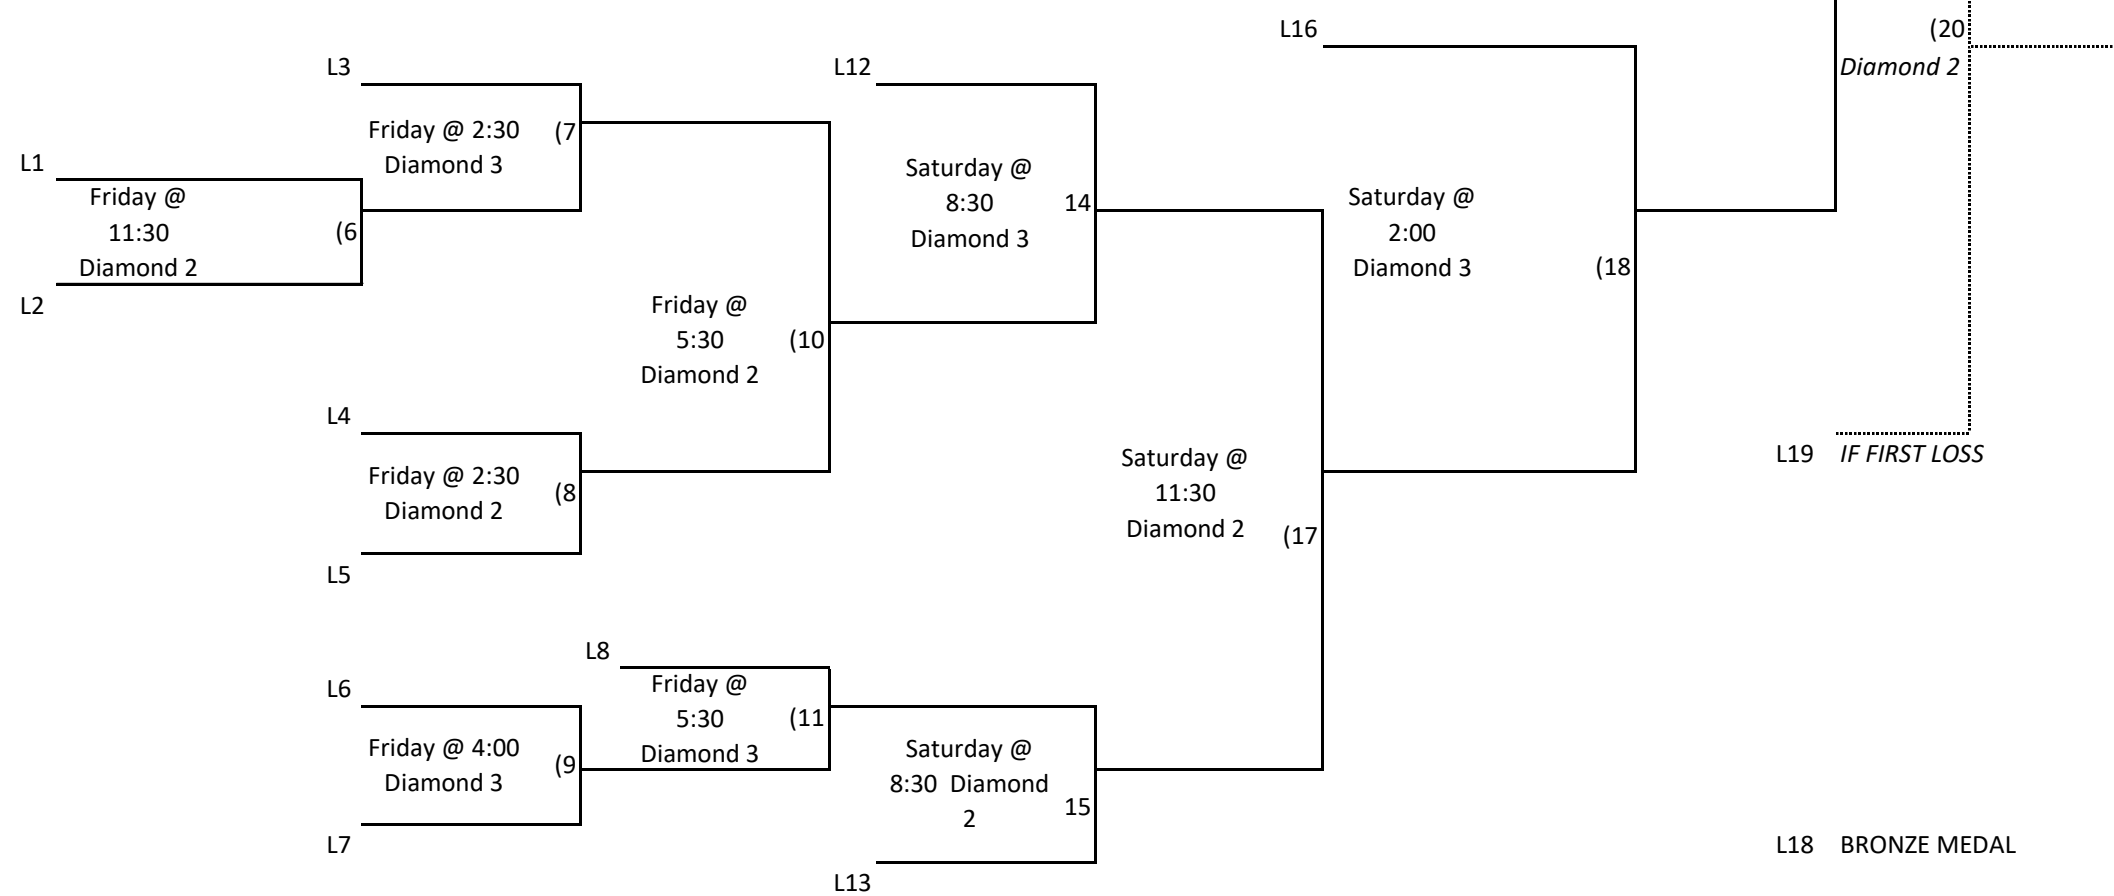 L16
(20
Diamond 2
L3
L12
Friday @ 2:30
Diamond 3
(7
L1
Friday @
11:30
Diamond 2
(6
L2
Saturday @
8:30
Diamond 3
14
Saturday @
2:00
Diamond 3
(18
Friday @
5:30
Diamond 2
(10
L4
Friday @ 2:30
Diamond 2
(8
L5
Saturday @
11:30
Diamond 2
(17
L19 IF FIRST LOSS
L8
Friday @
5:30
Diamond 3
(11
L6
Friday @ 4:00
Diamond 3
(9
L7
Saturday @
8:30 Diamond
2
15
L13
L18 BRONZE MEDAL